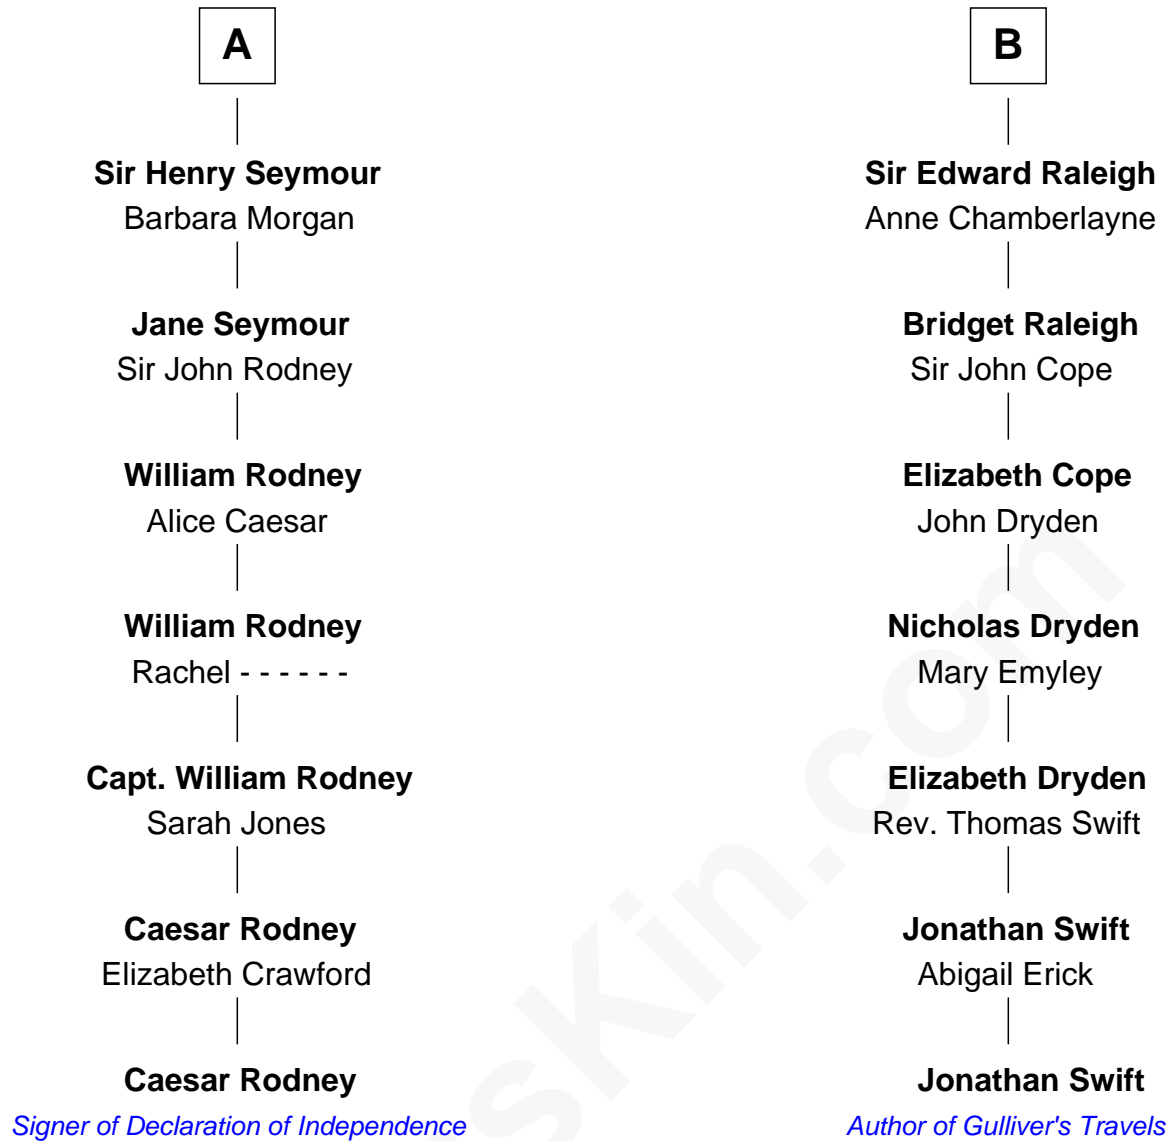 A
Sir Henry Seymour
Barbara Morgan
Jane Seymour
Sir John Rodney
William Rodney
Alice Caesar
William Rodney
Rachel - - - - - -
Capt. William Rodney
Sarah Jones
Caesar Rodney
Elizabeth Crawford
Caesar Rodney
Signer of Declaration of Independence
B
Sir Edward Raleigh
Anne Chamberlayne
Bridget Raleigh
Sir John Cope
Elizabeth Cope
John Dryden
Nicholas Dryden
Mary Emyley
Elizabeth Dryden
Rev. Thomas Swift
Jonathan Swift
Abigail Erick
Jonathan Swift
Author of Gulliver's Travels
sKin.com